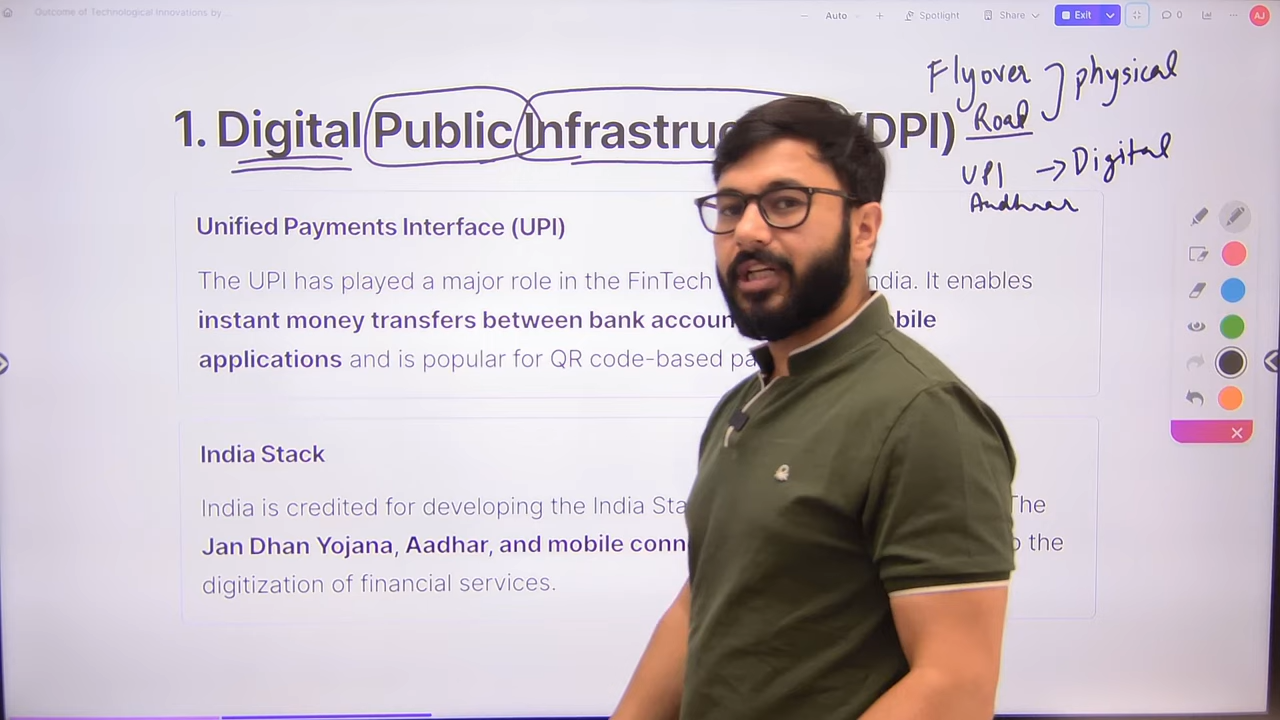 Outcome of Technological Innovations by
Auto
Spotlight
Share
Exit
0
AJ
Flyover
Road
physical
UPI
Aadhaar
→ Digital
1. Digital Public Infrastruc (DPI)
Unified Payments Interface (UPI)
The UPI has played a major role in the FinTech ndia. It enables
instant money transfers between bank accoun bile
applications and is popular for QR code-based pa
India Stack
India is credited for developing the India Sta The
Jan Dhan Yojana, Aadhar, and mobile conn the
digitization of financial services.